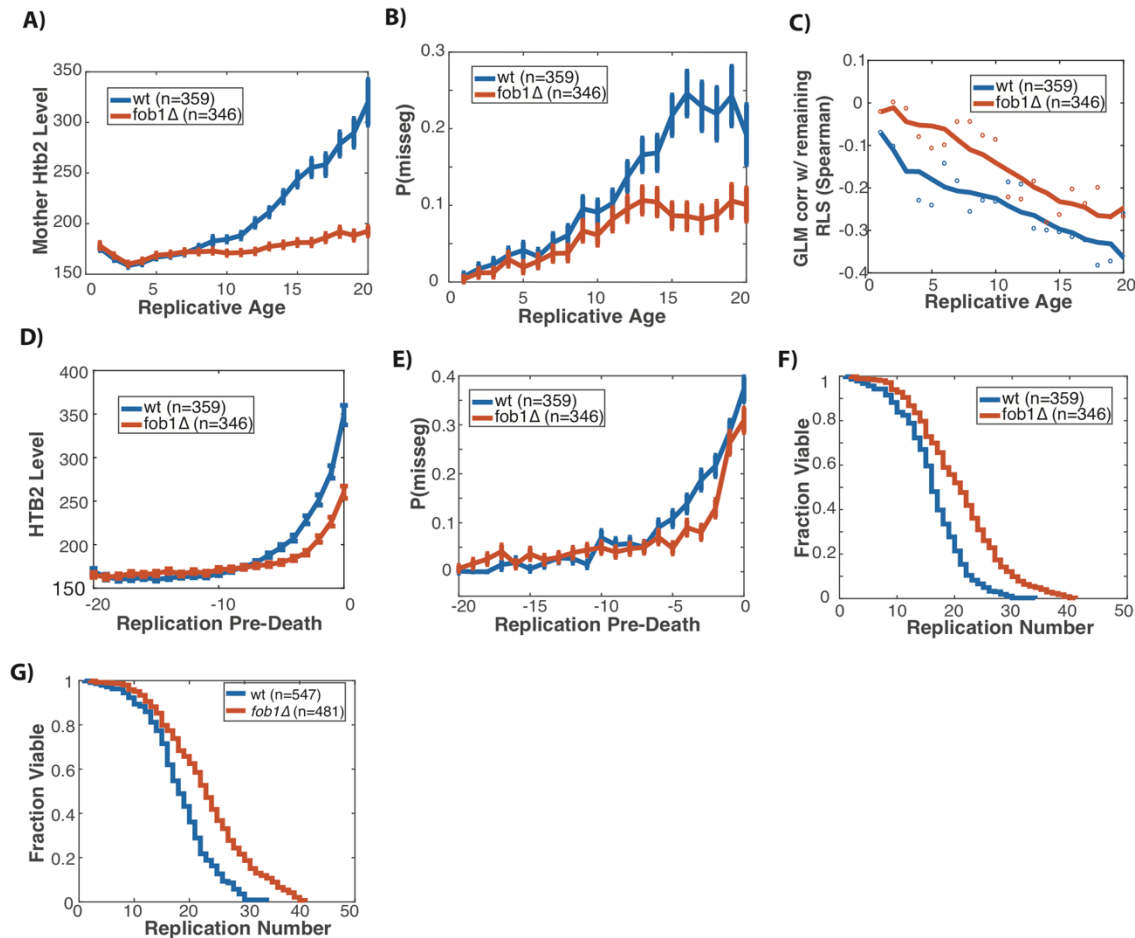 A)
Mother Htb2 Level
350
300
250
200
150
0
5
10
15
20
Replicative Age
wt (n=359)
fob1Δ (n=346)
B)
P(misseg)
0.3
0.2
0.1
0
0
5
10
15
20
Replicative Age
wt (n=359)
fob1Δ (n=346)
C)
GLM corr w/ remaining
RLS (Spearman)
0
-0.1
-0.2
-0.3
-0.4
5
10
15
20
Replicative Age
wt (n=359)
fob1Δ (n=346)
D)
HTB2 Level
400
350
300
250
200
150
-20
-10
0
Replication Pre-Death
wt (n=359)
fob1Δ (n=346)
E)
P(misseg)
0.4
0.3
0.2
0.1
0
-20
-15
-10
-5
0
Replication Pre-Death
wt (n=359)
fob1Δ (n=346)
F)
Fraction Viable
1
0.8
0.6
0.4
0.2
0
0
10
20
30
40
50
Replication Number
wt (n=359)
fob1Δ (n=346)
G)
Fraction Viable
1
0.8
0.6
0.4
0.2
0
0
10
20
30
40
50
Replication Number
wt (n=547)
fob1Δ (n=481)